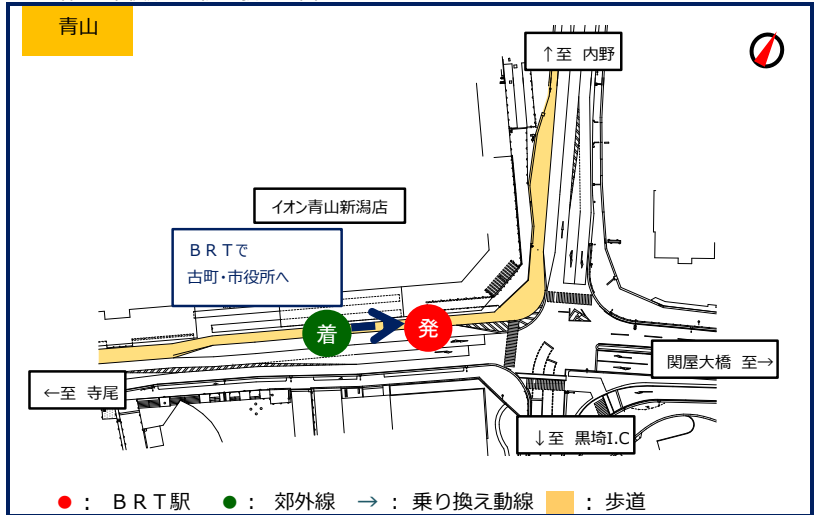 青山
↑至 内野
イオン青山新潟店
ＢＲＴで
古町・市役所へ
着
発
関屋大橋 至→
←至 寺尾
↓至 黒埼I.C
●： ＢＲＴ駅 ●： 郊外線 →：乗り換え動線 ：歩道